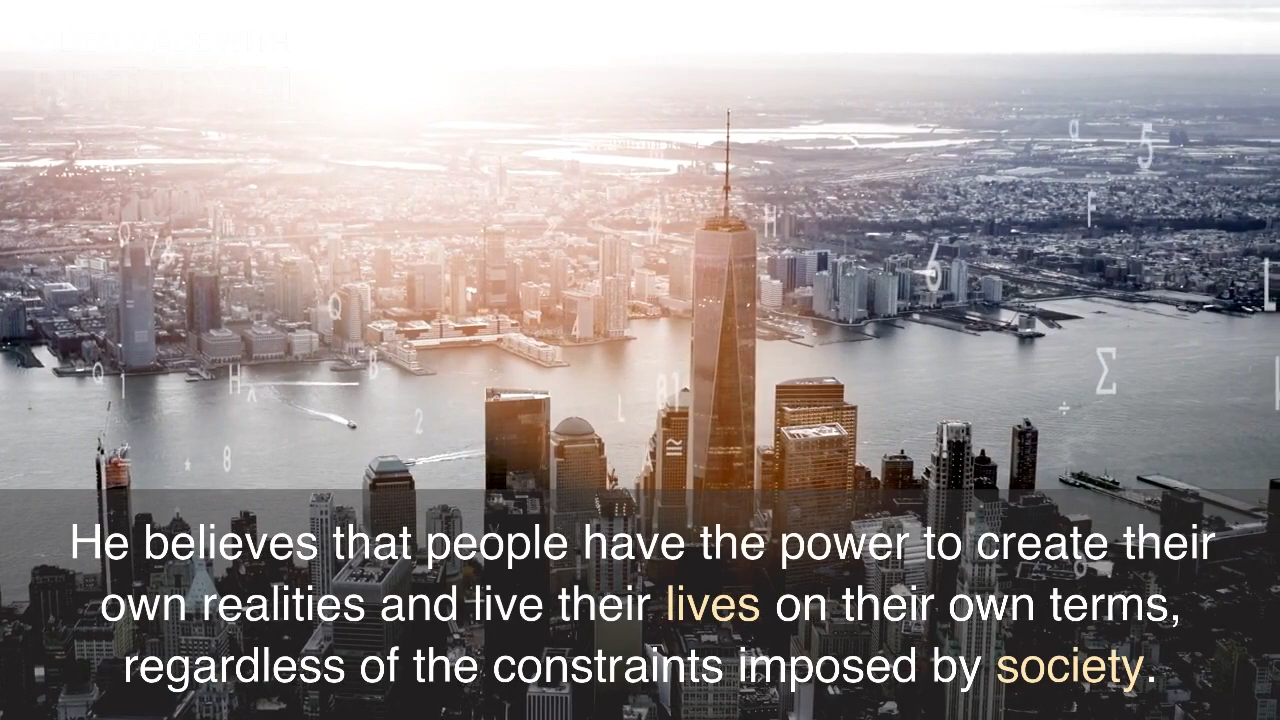 He believes that people have the power to create their
own realities and live their lives on their own terms,
regardless of the constraints imposed by society.